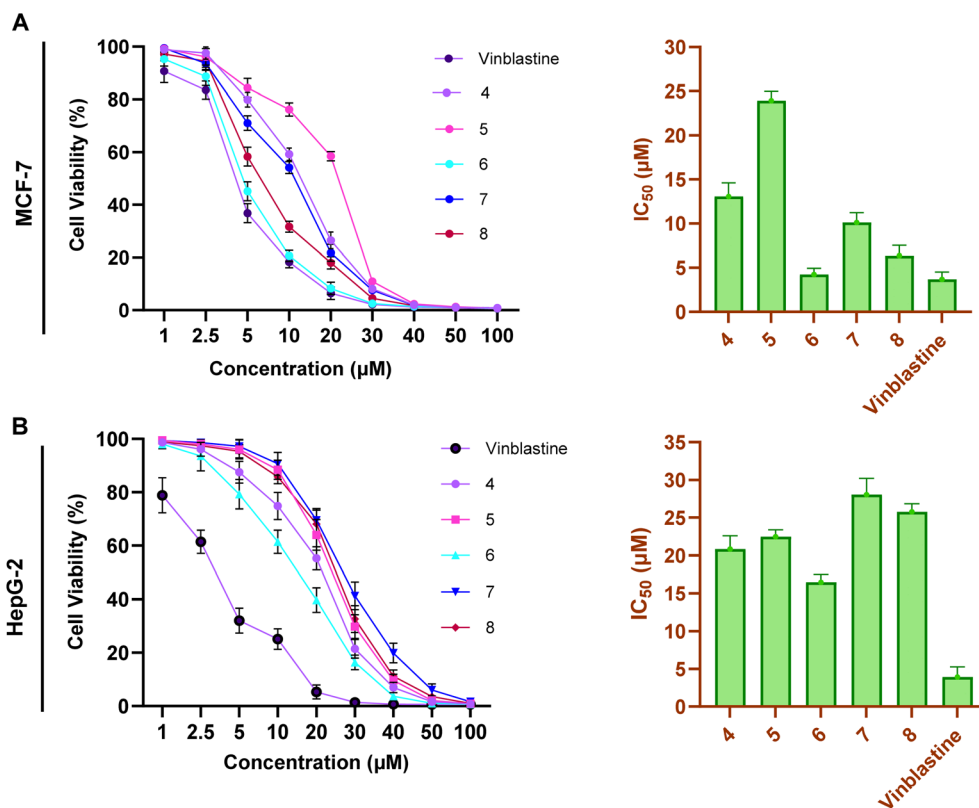 A
MCF-7
Cell Viability (%)
100
80
60
40
20
0
1 2.5 5 10 20 30 40 50 100
Concentration (µM)
Vinblastine
4
5
6
7
8
IC50 (µM)
30
25
20
15
10
5
0
4 5 6 7 8 Vinblastine
B
HepG-2
Cell Viability (%)
100
80
60
40
20
0
1 2.5 5 10 20 30 40 50 100
Concentration (µM)
Vinblastine
4
5
6
7
8
IC50 (µM)
35
30
25
20
15
10
5
0
4 5 6 7 8 Vinblastine